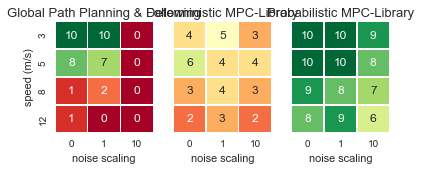 Global Path Planning & Following
Deterministic MPC-Library
Probabilistic MPC-Library
speed (m/s)
3 10 10 0 4 5 3 10 10 9
5 8 7 0 6 4 4 10 10 8
8 1 2 0 3 4 3 9 8 7
12 1 0 0 2 3 2 8 9 6
0 1 10 0 1 10 0 1 10
noise scaling noise scaling noise scaling